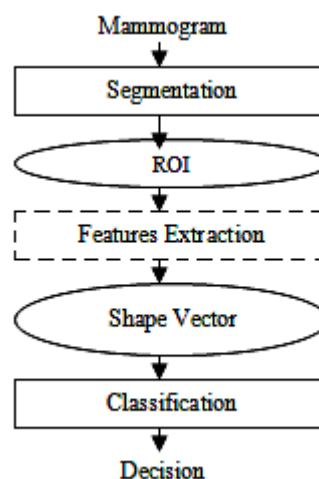 Mammogram
Segmentation
ROI
Features Extraction
Shape Vector
Classification
Decision